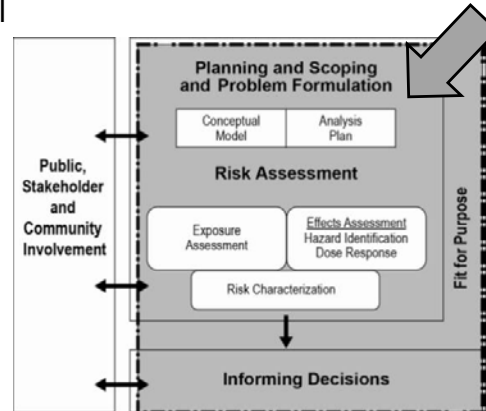 Planning and Scoping
and Problem Formulation
Conceptual
Model
Analysis
Plan
Public,
Stakeholder
and
Community
Involvement
Risk Assessment
Exposure
Assessment
Effects Assessment
Hazard Identification
Dose Response
Risk Characterization
Fit for Purpose
Informing Decisions